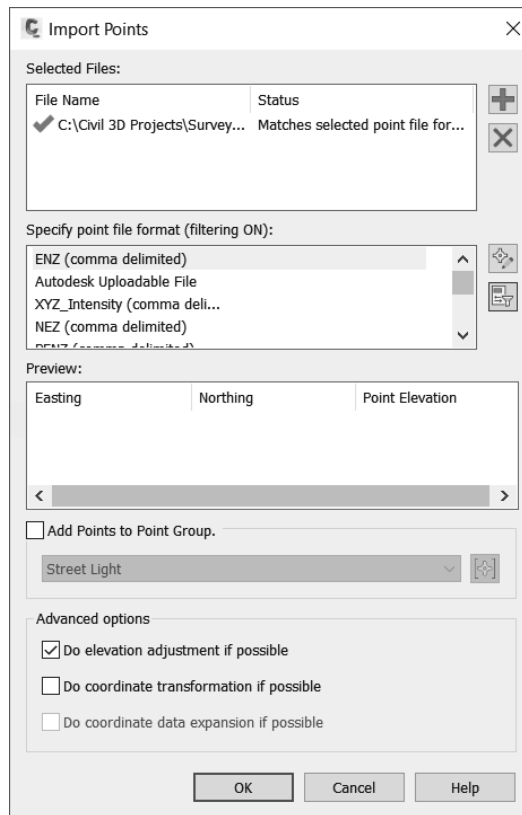 Import Points
Selected Files:
File Name Status
C:\Civil 3D Projects\Survey... Matches selected point file for...
Specify point file format (filtering ON):
ENZ (comma delimited)
Autodesk Uploadable File
XYZ_Intensity (comma deli...
NEZ (comma delimited)
PENZ (comma delimited)
Preview:
Easting Northing Point Elevation
Add Points to Point Group.
Street Light
Advanced options
Do elevation adjustment if possible
Do coordinate transformation if possible
Do coordinate data expansion if possible
OK Cancel Help